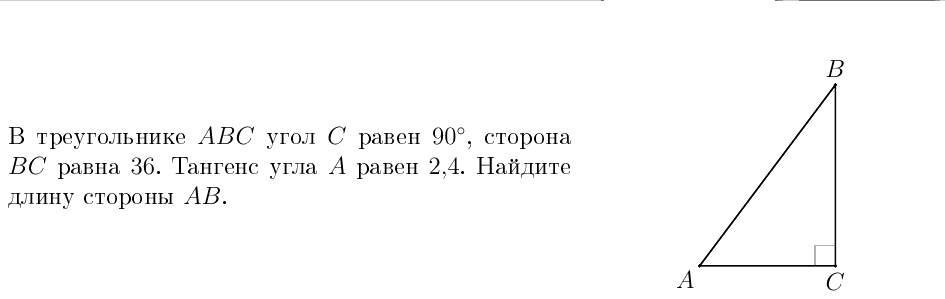 B
В треугольнике ABC угол C равен 90°, сторона
BC равна 36. Тангенс угла A равен 2,4. Найдите
длину стороны AB.
A
C